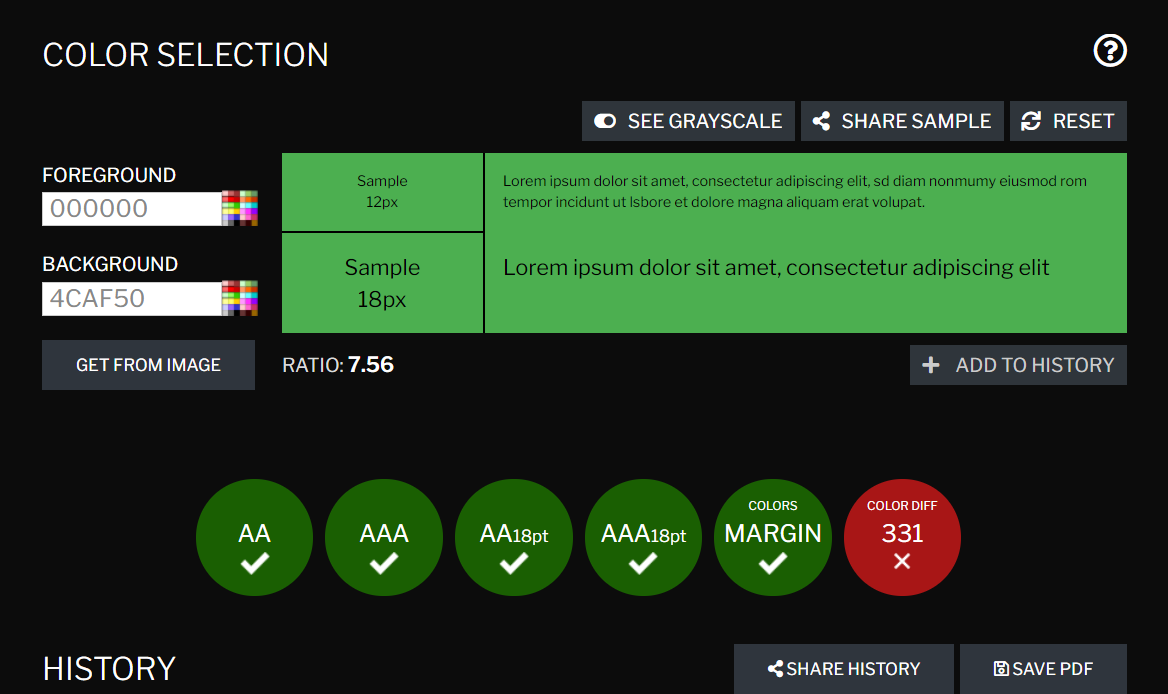 COLOR SELECTION
?
SEE GRAYSCALE
SHARE SAMPLE
RESET
FOREGROUND
000000
BACKGROUND
4CAF50
GET FROM IMAGE
Sample
12px
Lorem ipsum dolor sit amet, consectetur adipiscing elit, sd diam nonmumy eiusmod rom
tempor incidunt ut lsbore et dolore magna aliquam erat volupat.
Sample
18px
Lorem ipsum dolor sit amet, consectetur adipiscing elit
RATIO: 7.56
ADD TO HISTORY
AA
AAA
AA18pt
AAA18pt
COLORS
MARGIN
COLOR DIFF
331
HISTORY
SHARE HISTORY
SAVE PDF